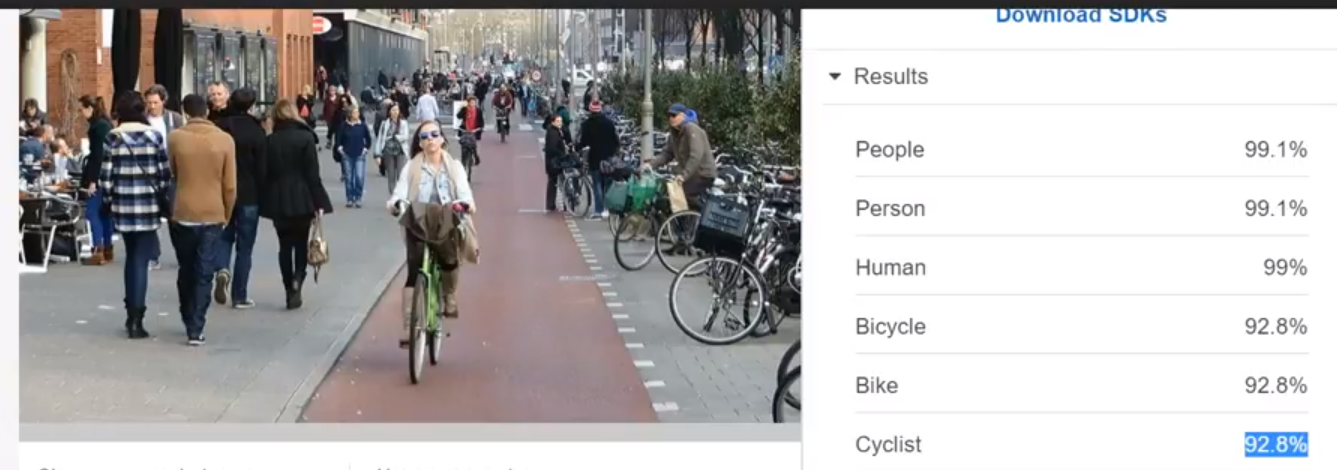 Download SDKs
Results
People 99.1%
Person 99.1%
Human 99%
Bicycle 92.8%
Bike 92.8%
Cyclist 92.8%